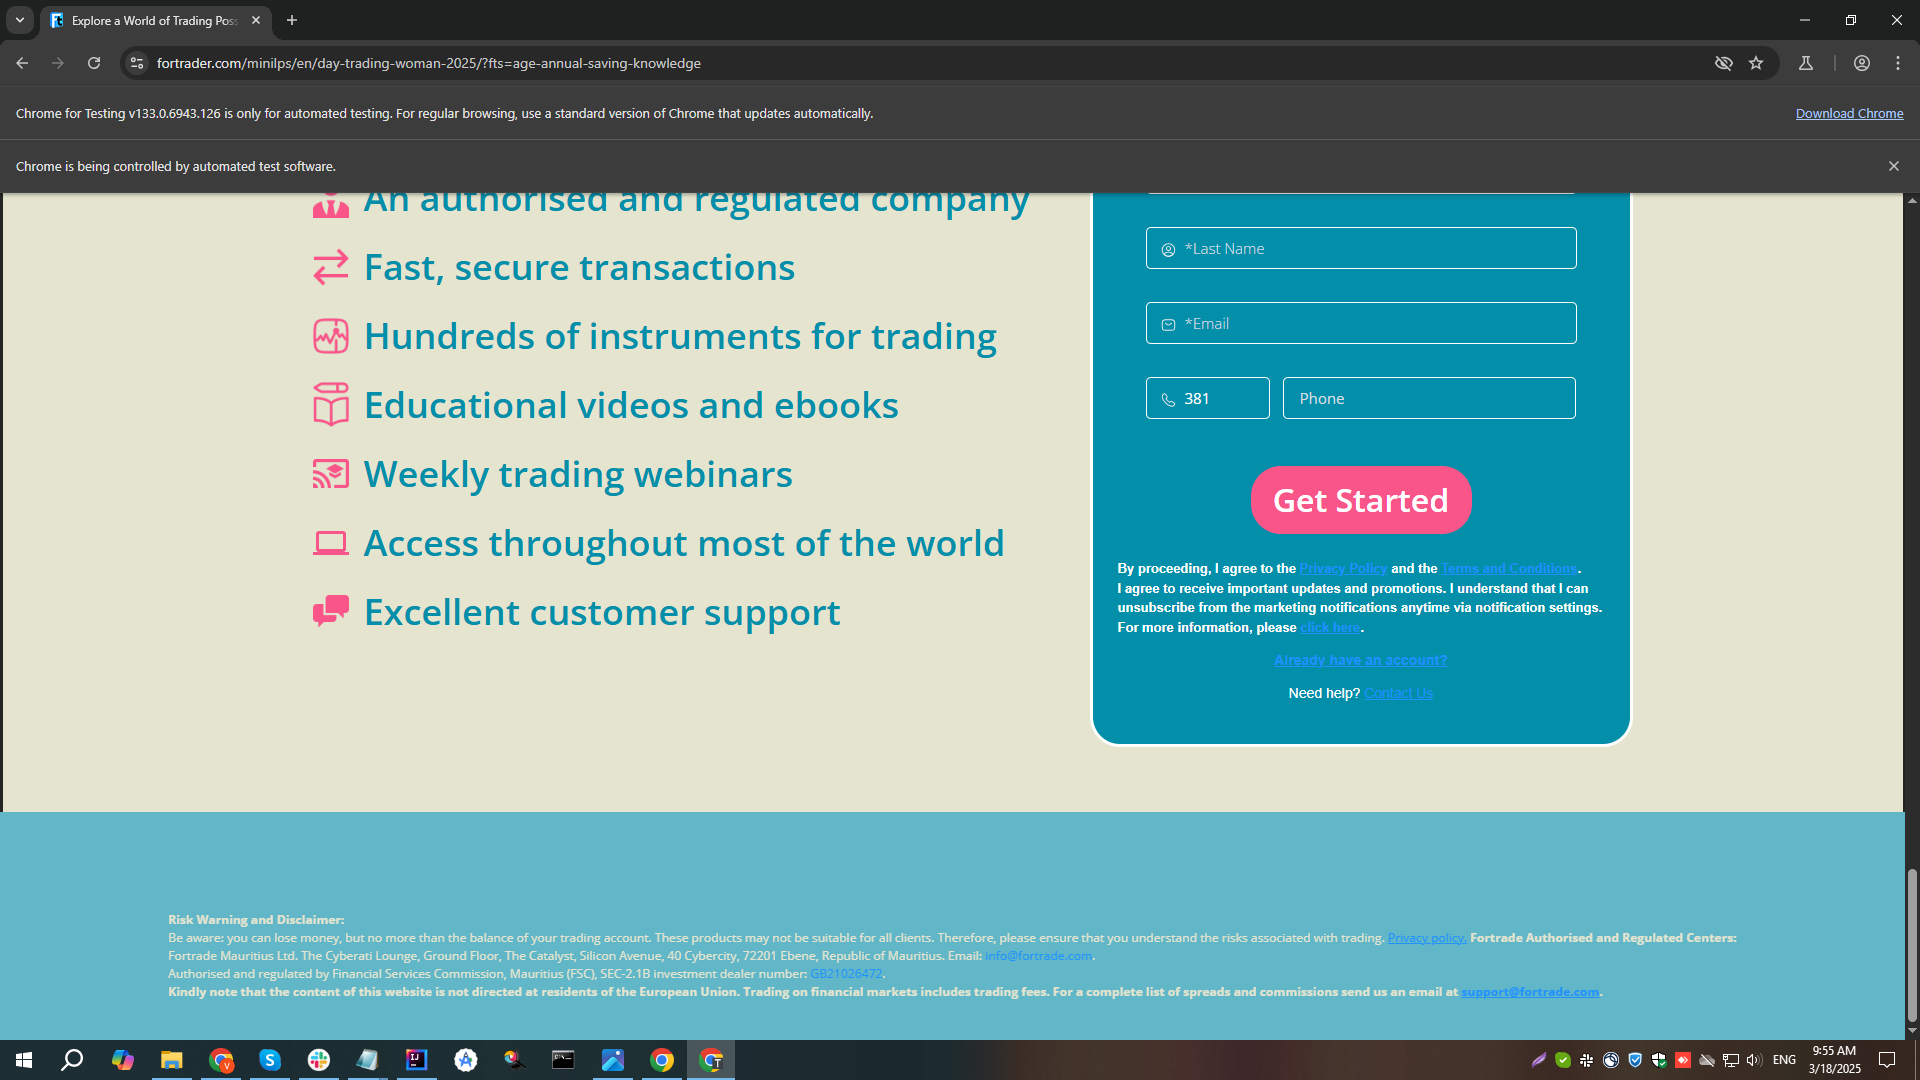 Explore a World of Trading Poss
fortrader.com/minilps/en/day-trading-woman-2025/?fts=age-annual-saving-knowledge
Chrome for Testing v133.0.6943.126 is only for automated testing. For regular browsing, use a standard version of Chrome that updates automatically.
Download Chrome
Chrome is being controlled by automated test software.
An authorised and regulated company
Fast, secure transactions
Hundreds of instruments for trading
Educational videos and ebooks
Weekly trading webinars
Access throughout most of the world
Excellent customer support
*Last Name
*Email
381
Phone
Get Started
By proceeding, I agree to the Privacy Policy and the Terms and Conditions.
I agree to receive important updates and promotions. I understand that I can
unsubscribe from the marketing notifications anytime via notification settings.
For more information, please click here.
Already have an account?
Need help? Contact Us
Risk Warning and Disclaimer:
Be aware: you can lose money, but no more than the balance of your trading account. These products may not be suitable for all clients. Therefore, please ensure that you understand the risks associated with trading. Privacy policy. Fortrade Authorised and Regulated Centers:
Fortrade Mauritius Ltd. The Cyberati Lounge, Ground Floor, The Catalyst, Silicon Avenue, 40 Cybercity, 72201 Ebene, Republic of Mauritius. Email: info@fortrade.com.
Authorised and regulated by Financial Services Commission, Mauritius (FSC), SEC-2.1B investment dealer number: GB21026472.
Kindly note that the content of this website is not directed at residents of the European Union. Trading on financial markets includes trading fees. For a complete list of spreads and commissions send us an email at support@fortrade.com.
ENG
9:55 AM
3/18/2025